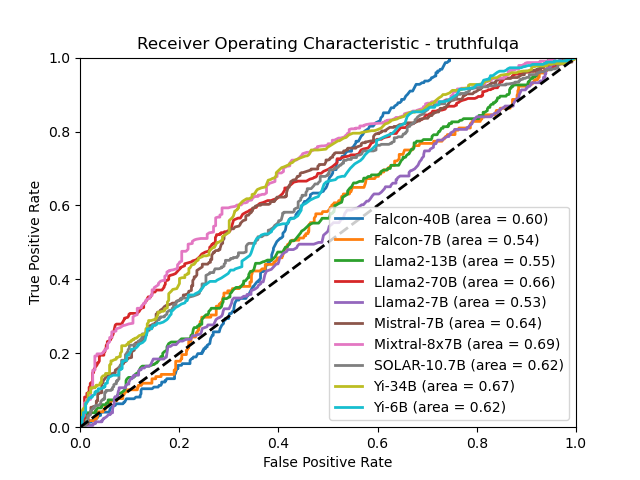 Receiver Operating Characteristic - truthfulqa
True Positive Rate
1.0
0.8
0.6
0.4
0.2
0.0
Falcon-40B (area = 0.60)
Falcon-7B (area = 0.54)
Llama2-13B (area = 0.55)
Llama2-70B (area = 0.66)
Llama2-7B (area = 0.53)
Mistral-7B (area = 0.64)
Mixtral-8x7B (area = 0.69)
SOLAR-10.7B (area = 0.62)
Yi-34B (area = 0.67)
Yi-6B (area = 0.62)
0.0 0.2 0.4 0.6 0.8 1.0
False Positive Rate